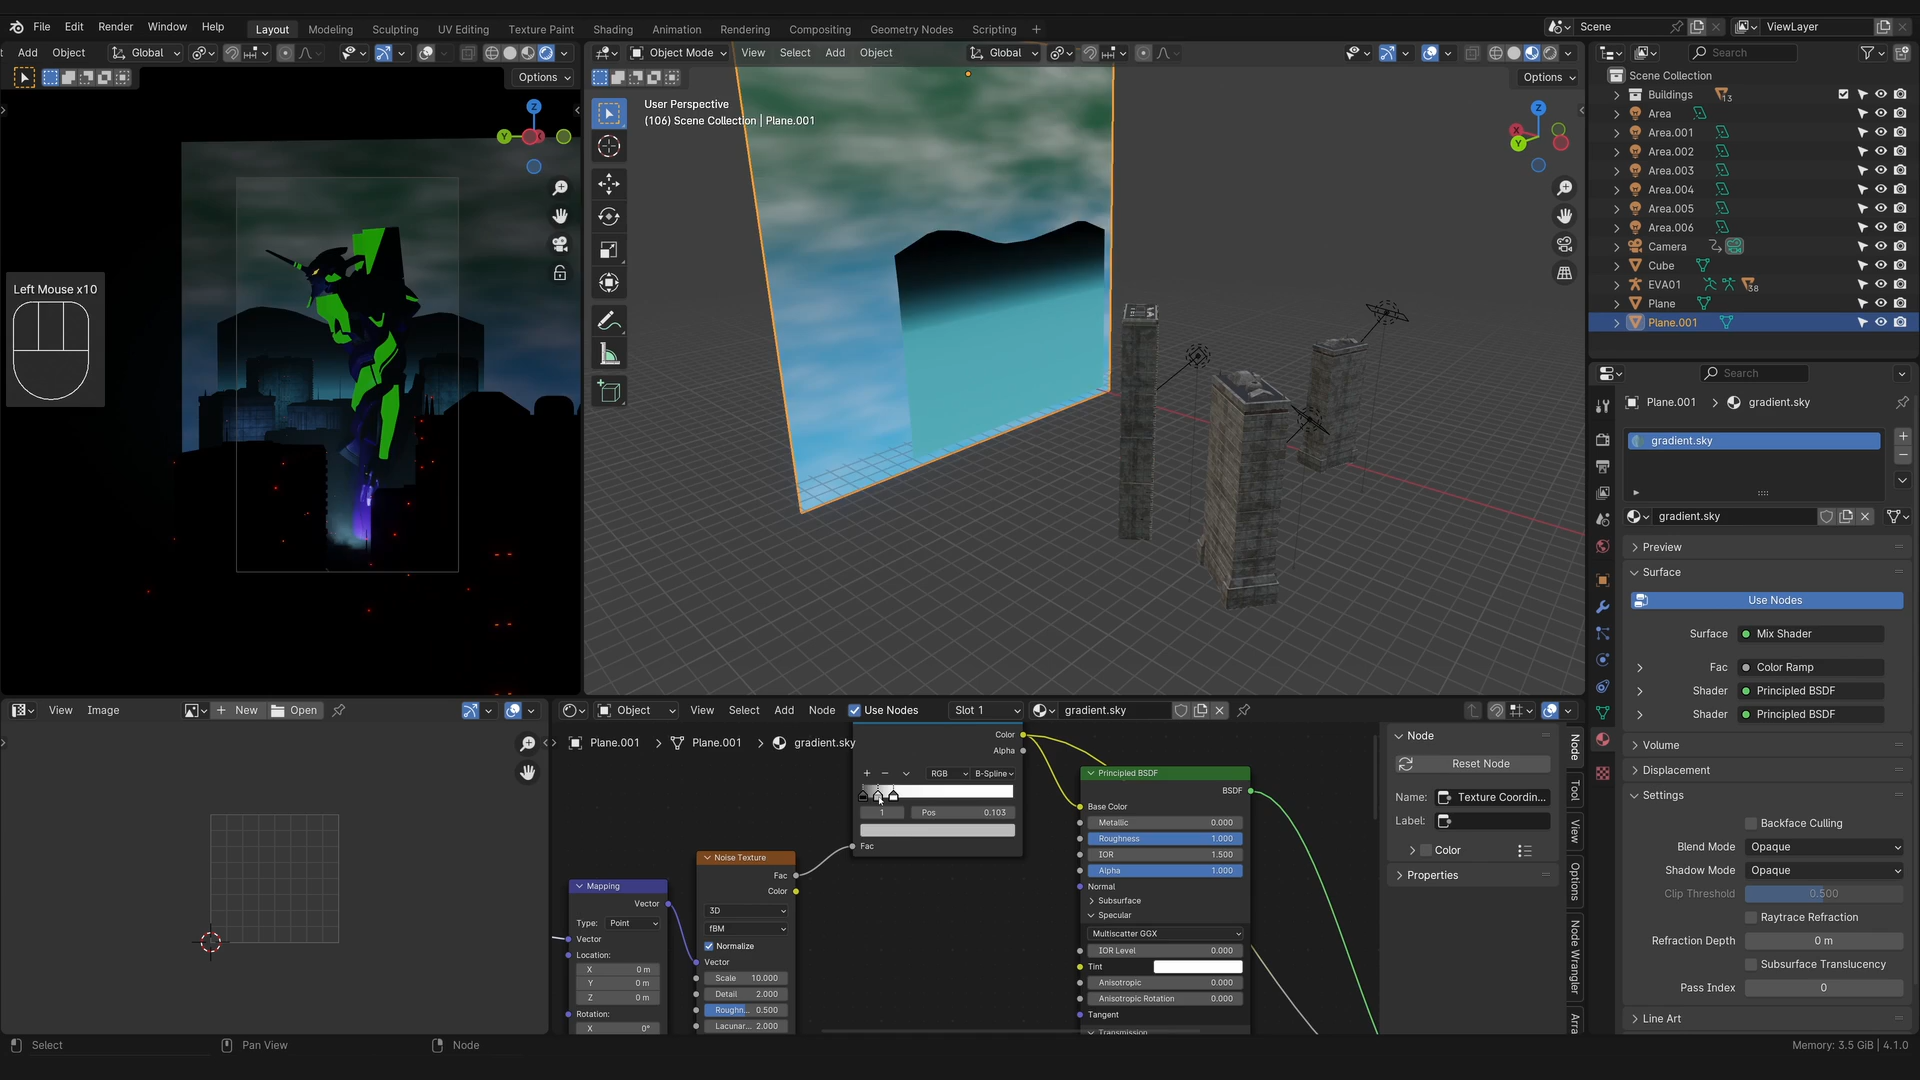 File Edit Render Window Help Layout Modeling Sculpting UV Editing Texture Paint Shading Animation Rendering Compositing Geometry Nodes Scripting +
Scene ViewLayer
Add Object Global
Options
Object Mode View Select Add Object Global
Options
User Perspective
(106) Scene Collection | Plane.001
Z
Y
Z
X
Y
Left Mouse x10
Search
Scene Collection
Buildings 13
Area
Area.001
Area.002
Area.003
Area.004
Area.005
Area.006
Camera
Cube
EVA01 38
Plane
Plane.001
Search
Plane.001 > gradient.sky
gradient.sky
gradient.sky
Preview
Surface
Use Nodes
Surface Mix Shader
Fac Color Ramp
Shader Principled BSDF
Shader Principled BSDF
Volume
Displacement
Settings
Backface Culling
Blend Mode Opaque
Shadow Mode Opaque
Clip Threshold 0.500
Raytrace Refraction
Refraction Depth 0 m
Subsurface Translucency
Pass Index 0
Line Art
View Image + New Open
Object View Select Add Node Use Nodes Slot 1 gradient.sky
Plane.001 > Plane.001 > gradient.sky
Color
Alpha
RGB B-Spline
1 Pos 0.103
Fac
Noise Texture
Fac
Color
3D
fBM
Normalize
Vector
Scale 10.000
Detail 2.000
Roughn... 0.500
Lacunar... 2.000
Mapping
Vector
Type: Point
Vector
Location:
X 0 m
Y 0 m
Z 0 m
Rotation:
X 0°
Principled BSDF
BSDF
Base Color
Metallic 0.000
Roughness 1.000
IOR 1.500
Alpha 1.000
Normal
Subsurface
Specular
Multiscatter GGX
IOR Level 0.000
Tint
Anisotropic 0.000
Anisotropic Rotation 0.000
Tangent
Transmission
Node
Reset Node
Name: Texture Coordin...
Label:
Color
Properties
Node
Tool
View
Options
Node Wrangler
Arra
Select Pan View Node
Memory: 3.5 GiB | 4.1.0